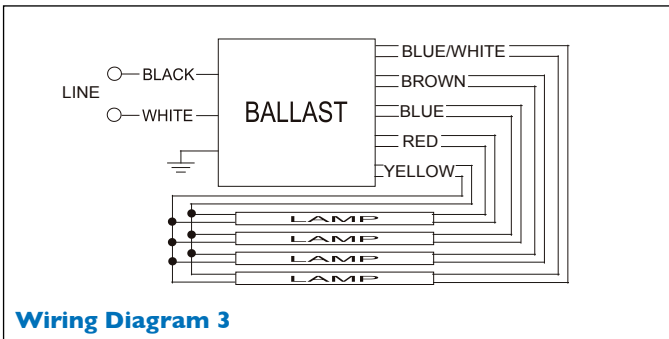 BLUE/WHITE
BLACK
BROWN
LINE
BALLAST
BLUE
WHITE
RED
YELLOW
LAMP
LAMP
LAMP
LAMP
Wiring Diagram 3